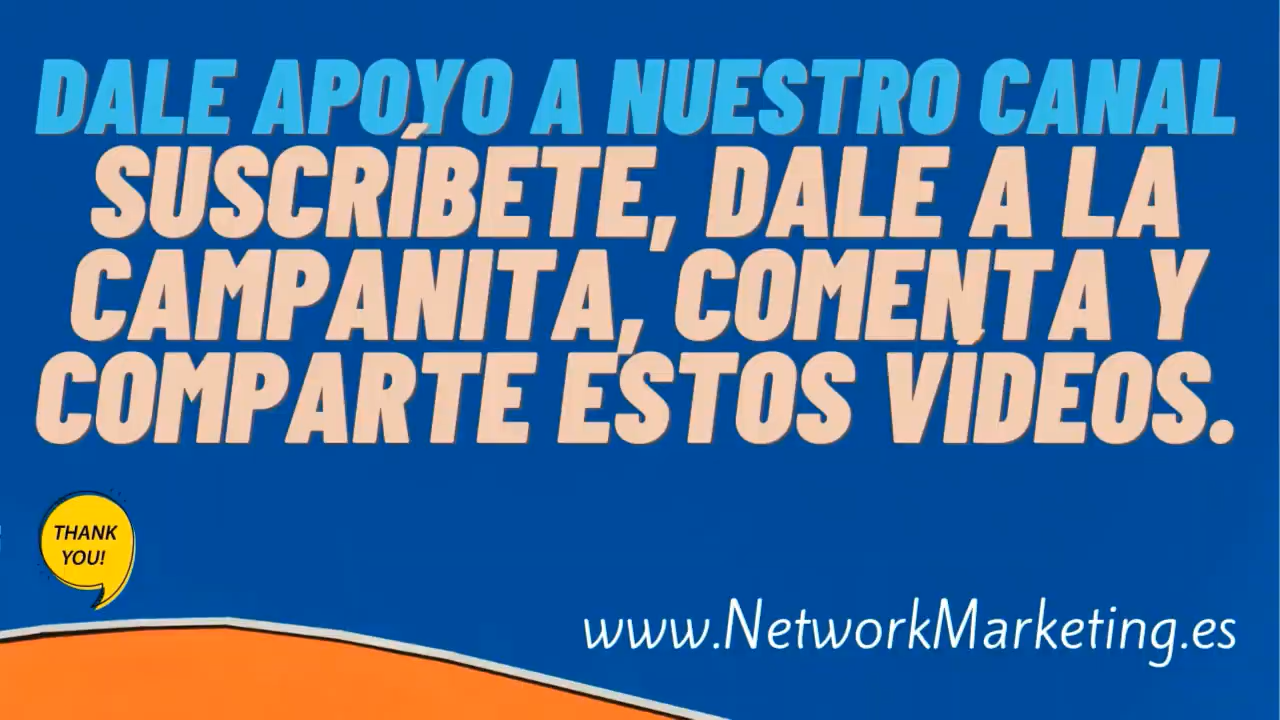 DALE APOYO A NUESTRO CANAL
SUSCRÍBETE, DALE A LA
CAMPANITA, COMENTA Y
COMPARTE ESTOS VÍDEOS.
THANK
YOU!
www.NetworkMarketing.es